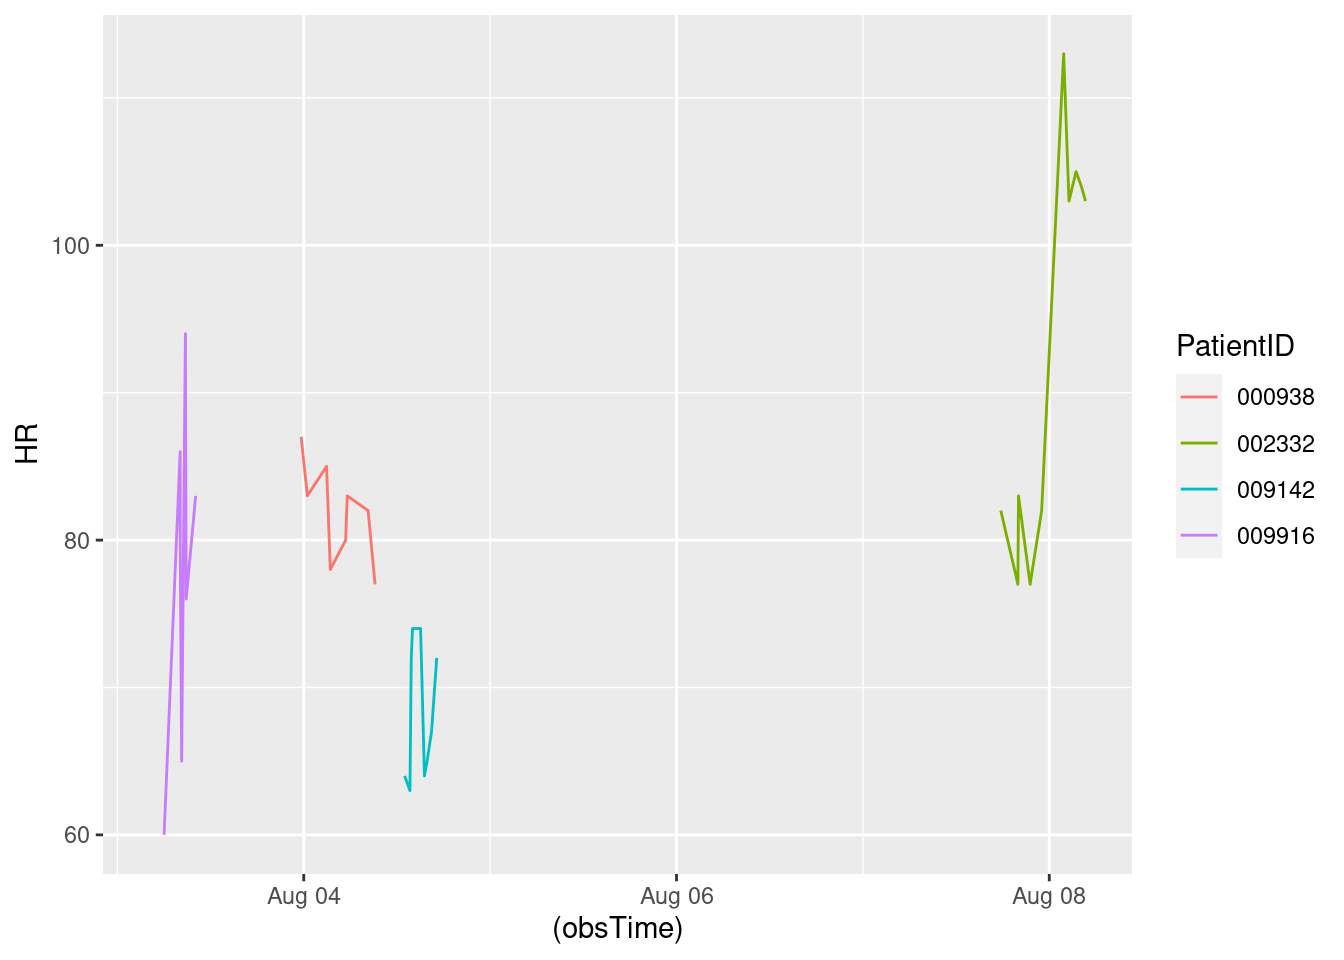 100
80
60
HR
Aug 04
Aug 06
Aug 08
(obsTime)
PatientID
000938
002332
009142
009916